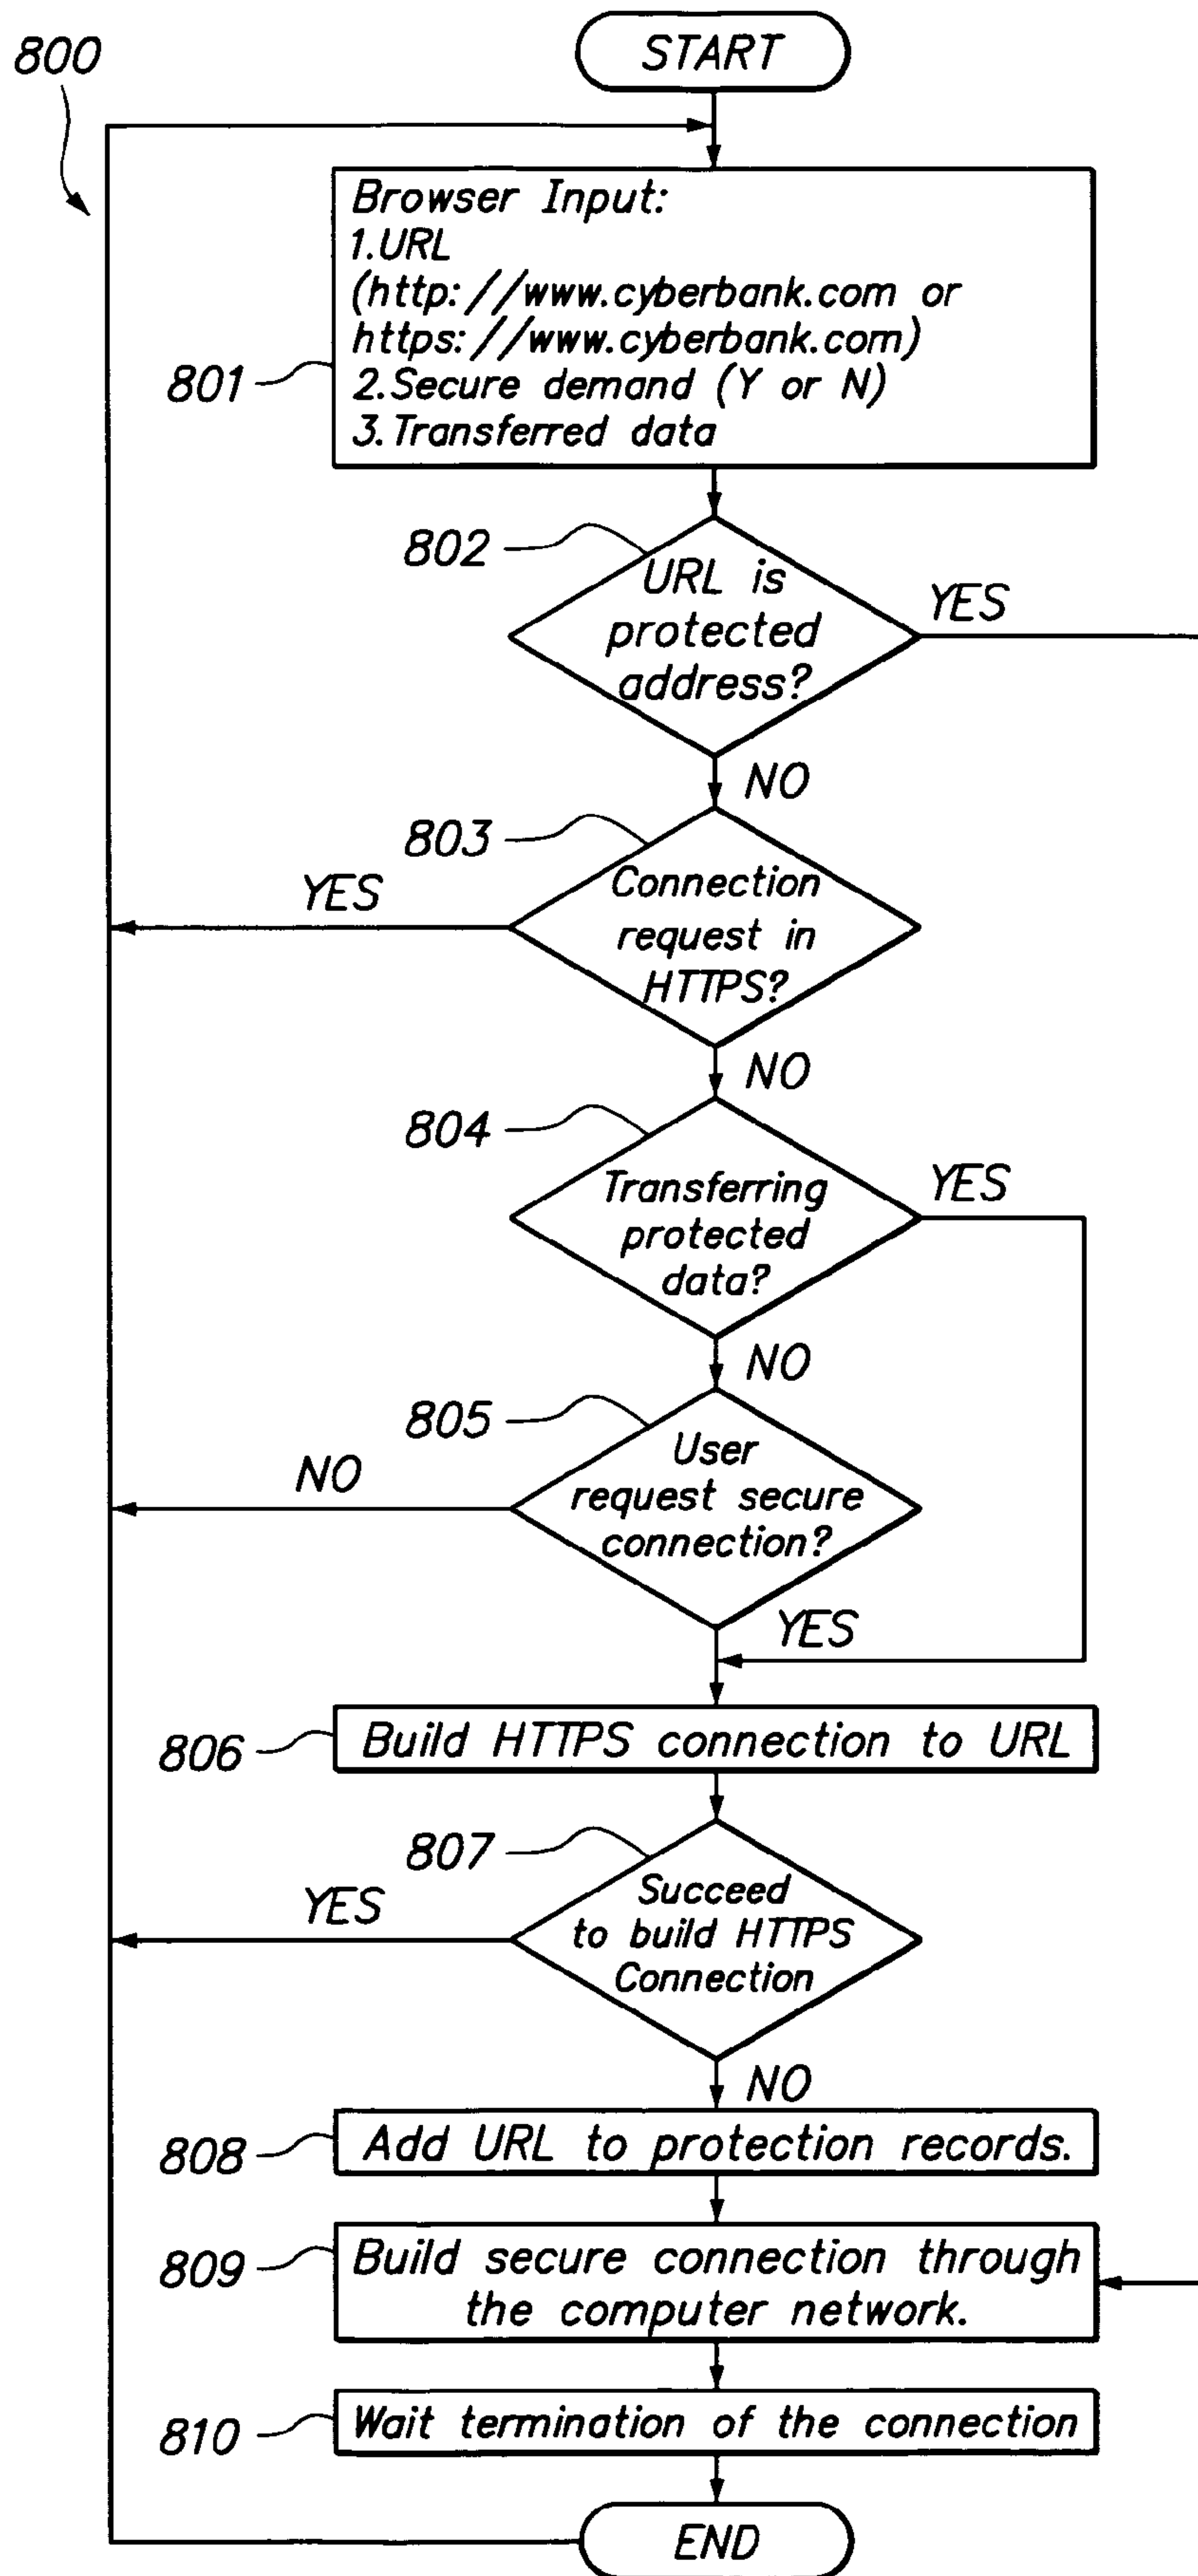 800
START
Browser Input:
1.URL
(http://www.cyberbank.com or
https://www.cyberbank.com)
801
2.Secure demand (Y or N)
3.Transferred data
802
URL is
protected
address?
YES
NO
803
Connection
request in
HTTPS?
YES
NO
804
Transferring
protected
data?
YES
NO
805
User
request secure
connection?
NO
YES
806
Build HTTPS connection to URL
807
Succeed
to build HTTPS
Connection
YES
NO
808
Add URL to protection records.
809
Build secure connection through
the computer network.
810
Wait termination of the connection
END